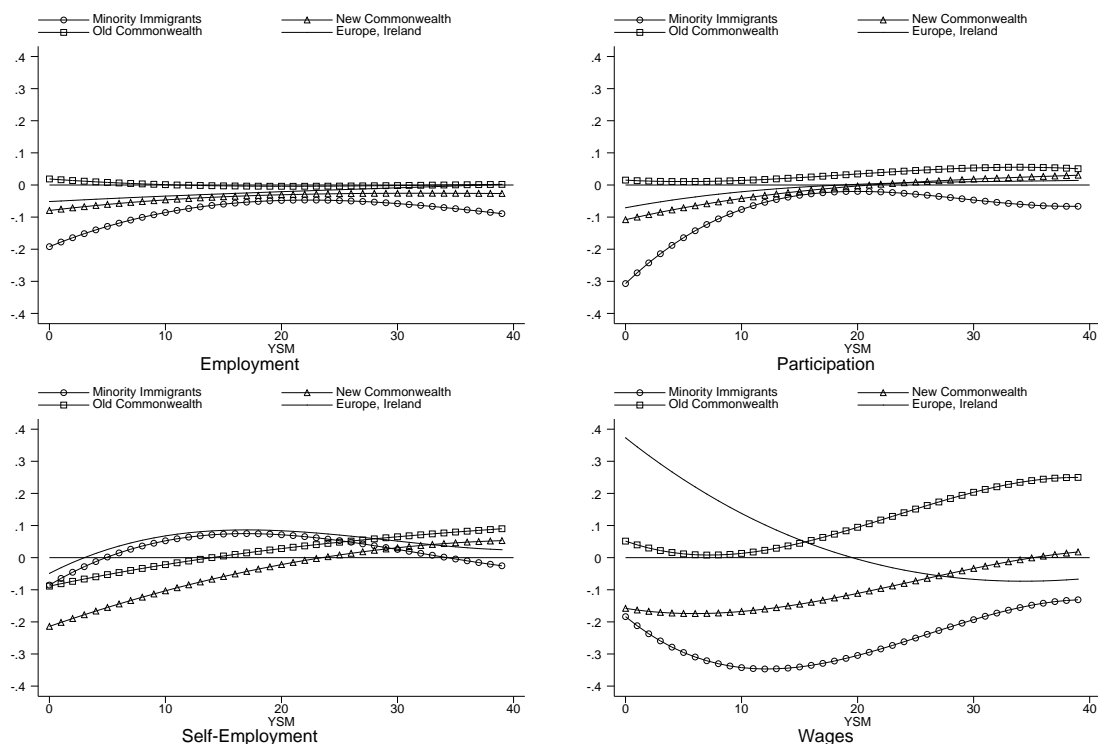 Minority Immigrants New Commonwealth
Old Commonwealth Europe, Ireland
.4
.3
.2
.1
0
-.1
-.2
-.3
-.4
0 10 20 30 40
YSM
Employment
Minority Immigrants New Commonwealth
Old Commonwealth Europe, Ireland
.4
.3
.2
.1
0
-.1
-.2
-.3
-.4
0 10 20 30 40
YSM
Participation
Minority Immigrants New Commonwealth
Old Commonwealth Europe, Ireland
.4
.3
.2
.1
0
-.1
-.2
-.3
-.4
0 10 20 30 40
YSM
Self-Employment
Minority Immigrants New Commonwealth
Old Commonwealth Europe, Ireland
.4
.3
.2
.1
0
-.1
-.2
-.3
-.4
0 10 20 30 40
YSM
Wages